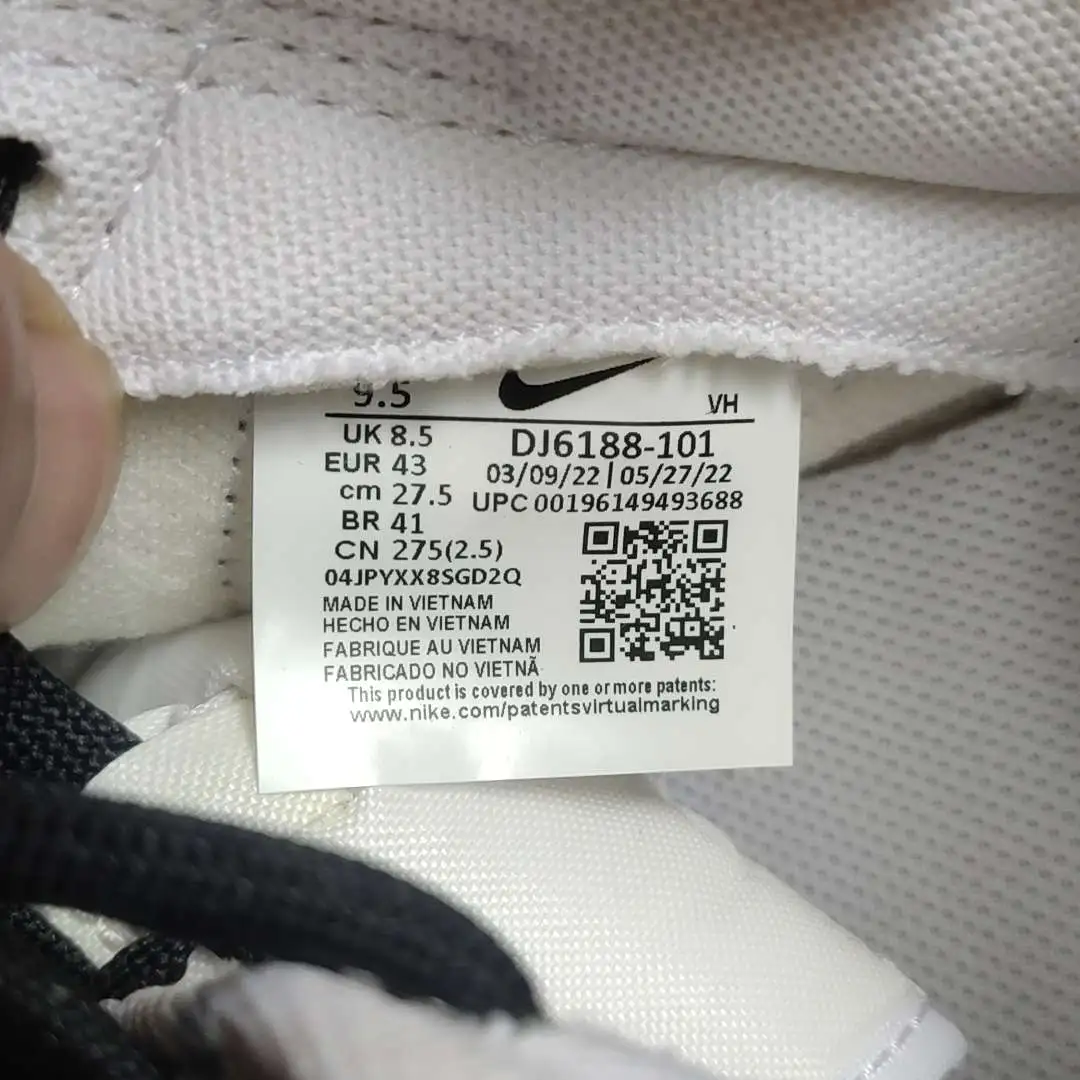 9.5
VH
UK 8.5
DJ6188-101
EUR 43
03/09/22 | 05/27/22
cm 27.5
UPC 00196149493688
BR 41
CN 275(2.5)
04JPYXX8SGD2Q
MADE IN VIETNAM
HECHO EN VIETNAM
FABRIQUE AU VIETNAM
FABRICADO NO VIETNÃ
This product is covered by one or more patents:
www.nike.com/patentsvirtualmarking